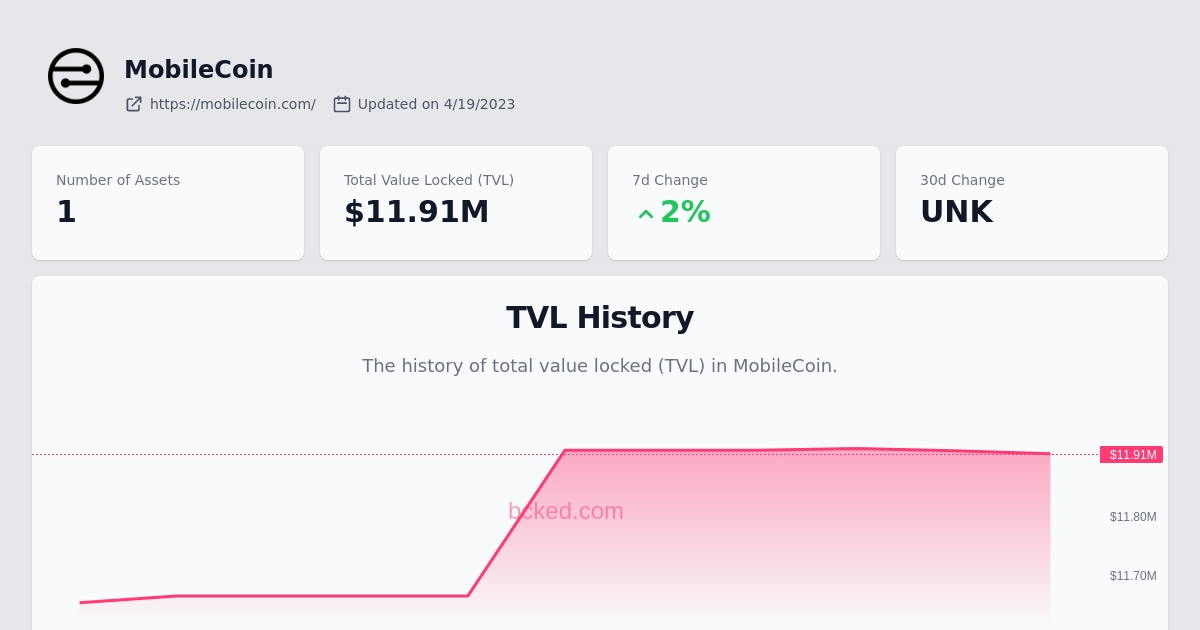 MobileCoin
https://mobilecoin.com/ Updated on 4/19/2023
Number of Assets
1
Total Value Locked (TVL)
$11.91M
7d Change
2%
30d Change
UNK
TVL History
The history of total value locked (TVL) in MobileCoin.
$11.91M
bcked.com
$11.80M
$11.70M